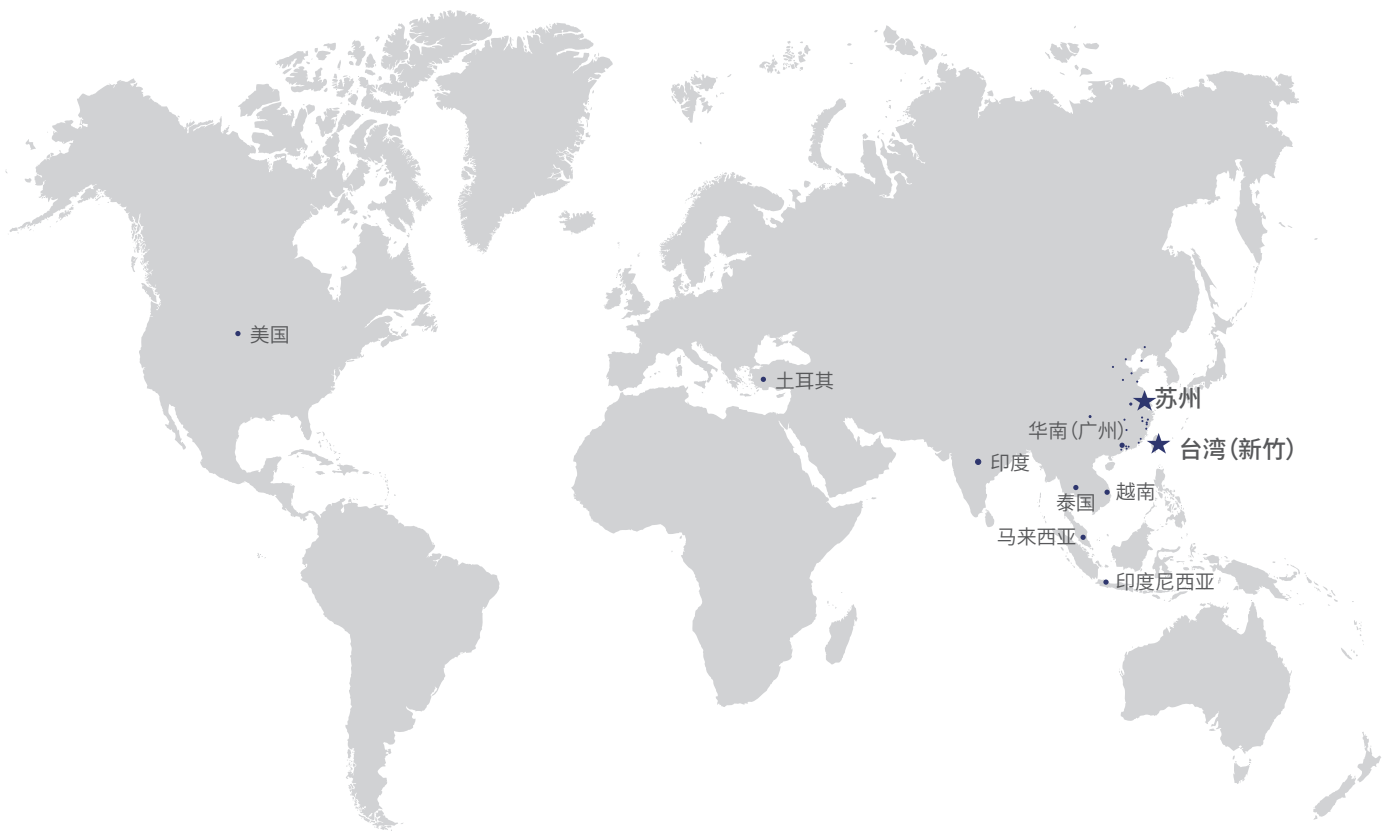 美国
土耳其
苏州
华南(广州)
台湾(新竹)
印度
越南
泰国
马来西亚
印度尼西亚